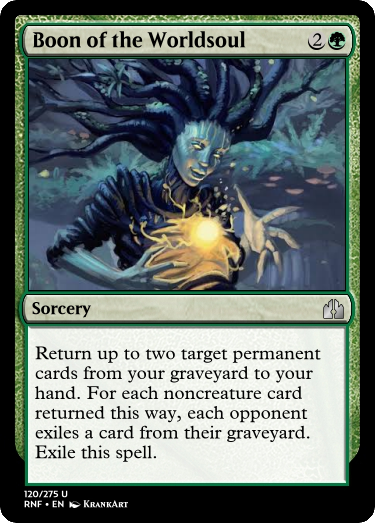 Boon of the Worldsoul 2
Sorcery
Return up to two target permanent
cards from your graveyard to your
hand. For each noncreature card
returned this way, each opponent
exiles a card from their graveyard.
Exile this spell.
120/275 U
RNF • EN KRANKART